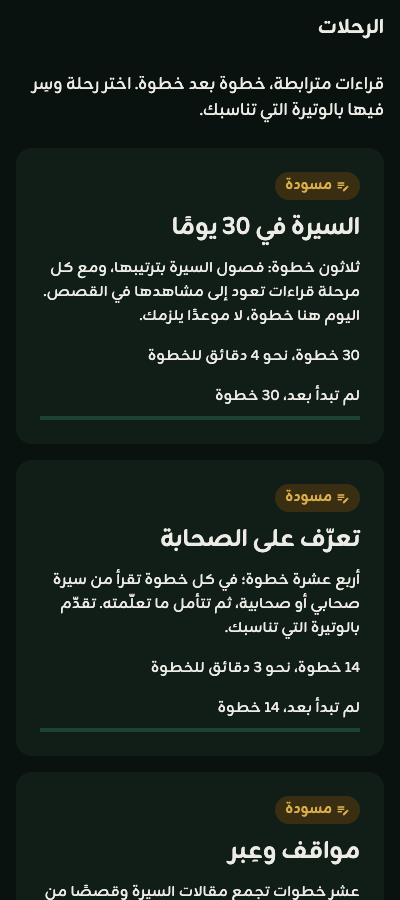 الرحلات
قراءات مترابطة، خطوة بعد خطوة. اختر رحلة وسِر
فيها بالوتيرة التي تناسبك.
مسودة
السيرة في 30 يومًا
ثلاثون خطوة: فصول السيرة بترتيبها، ومع كل
مرحلة قراءات تعود إلى مشاهدها في القصص.
اليوم هنا خطوة، لا موعدًا يلزمك.
30 خطوة، نحو 4 دقائق للخطوة
لم تبدأ بعد، 30 خطوة
مسودة
تعرّف على الصحابة
أربع عشرة خطوة؛ في كل خطوة تقرأ من سيرة
صحابي أو صحابية، ثم تتأمل ما تعلّمته. تقدّم
بالوتيرة التي تناسبك.
14 خطوة، نحو 3 دقائق للخطوة
لم تبدأ بعد، 14 خطوة
مسودة
مواقف وعِبر
عشر خطوات تجمع مقالات السيرة وقصصًا من